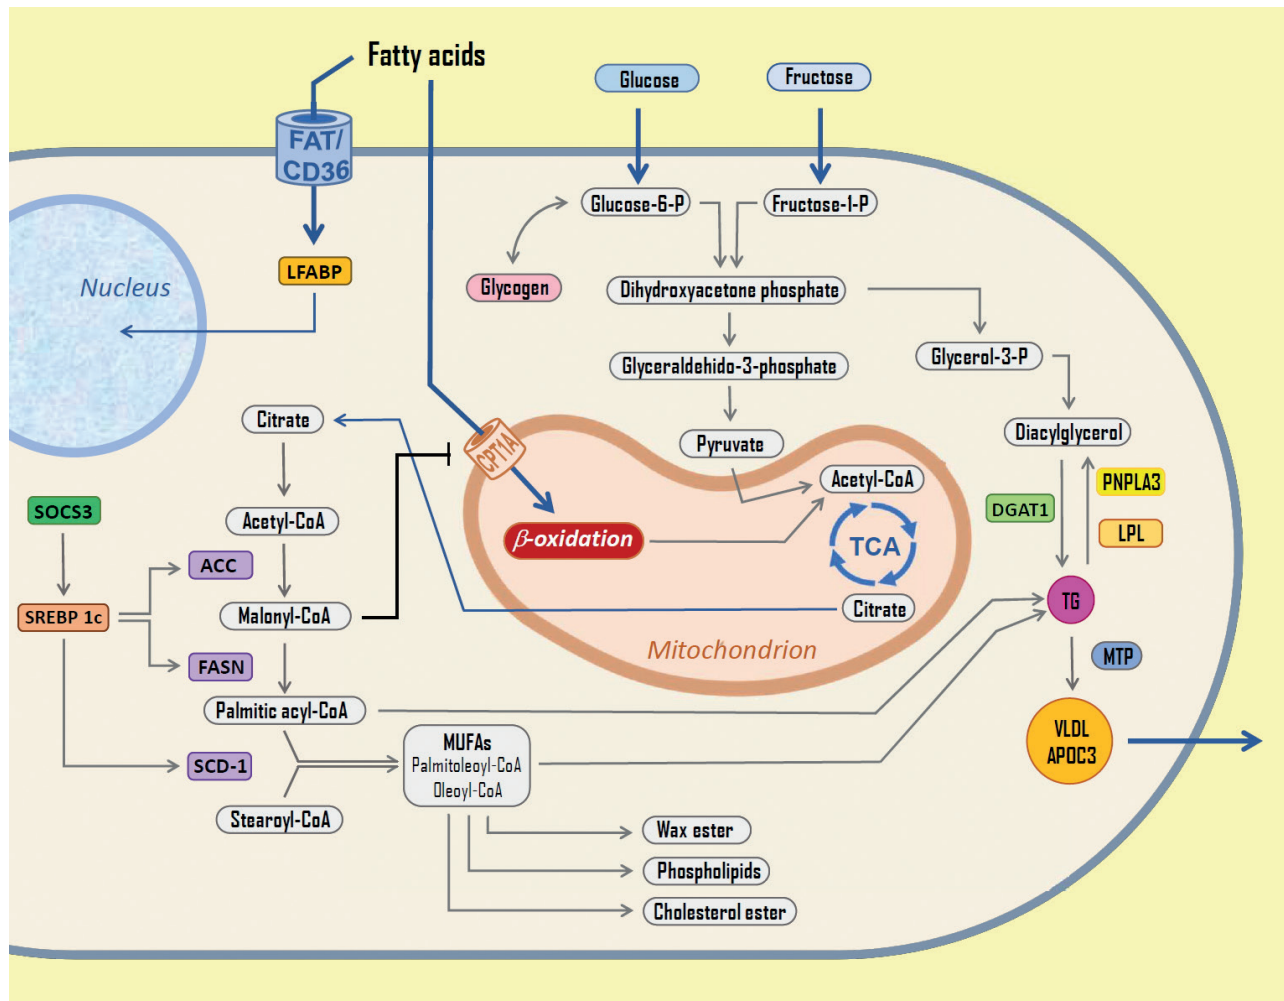 Fatty acids
Glucose
Fructose
FAT/
CD36
Glucose-6-P
Fructose-1-P
LFABP
Nucleus
Glycogen
Dihydroxyacetone phosphate
Glyceraldehido-3-phosphate
Glycerol-3-P
Citrate
CPT1A
Pyruvate
Diacylglycerol
Acetyl-CoA
PNPLA3
SOCS3
Acetyl-CoA
DGAT1
LPL
β-oxidation
TCA
ACC
SREBP 1c
Malonyl-CoA
Citrate
TG
Mitochondrion
MTP
FASN
Palmitic acyl-CoA
VLDL
APOC3
MUFAs
Palmitoleoyl-CoA
Oleoyl-CoA
SCD-1
Stearoyl-CoA
Wax ester
Phospholipids
Cholesterol ester